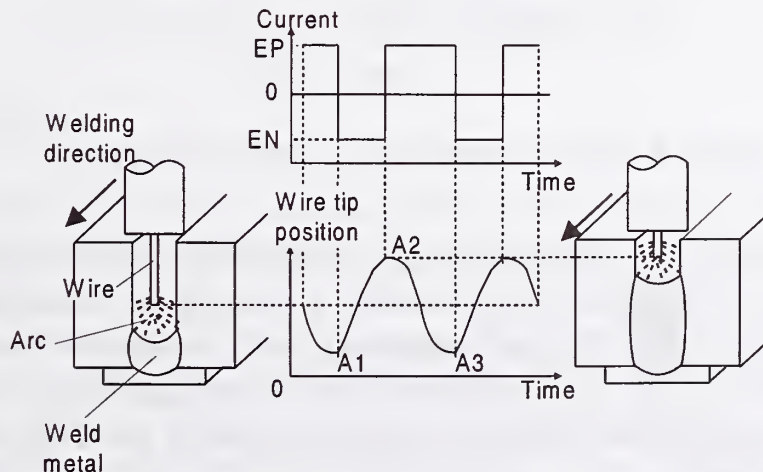 Current
EP
0
EN
Time
Welding
direction
Wire tip
position
A2
Wire
Arc
A1
A3
0
Time
Weld
metal